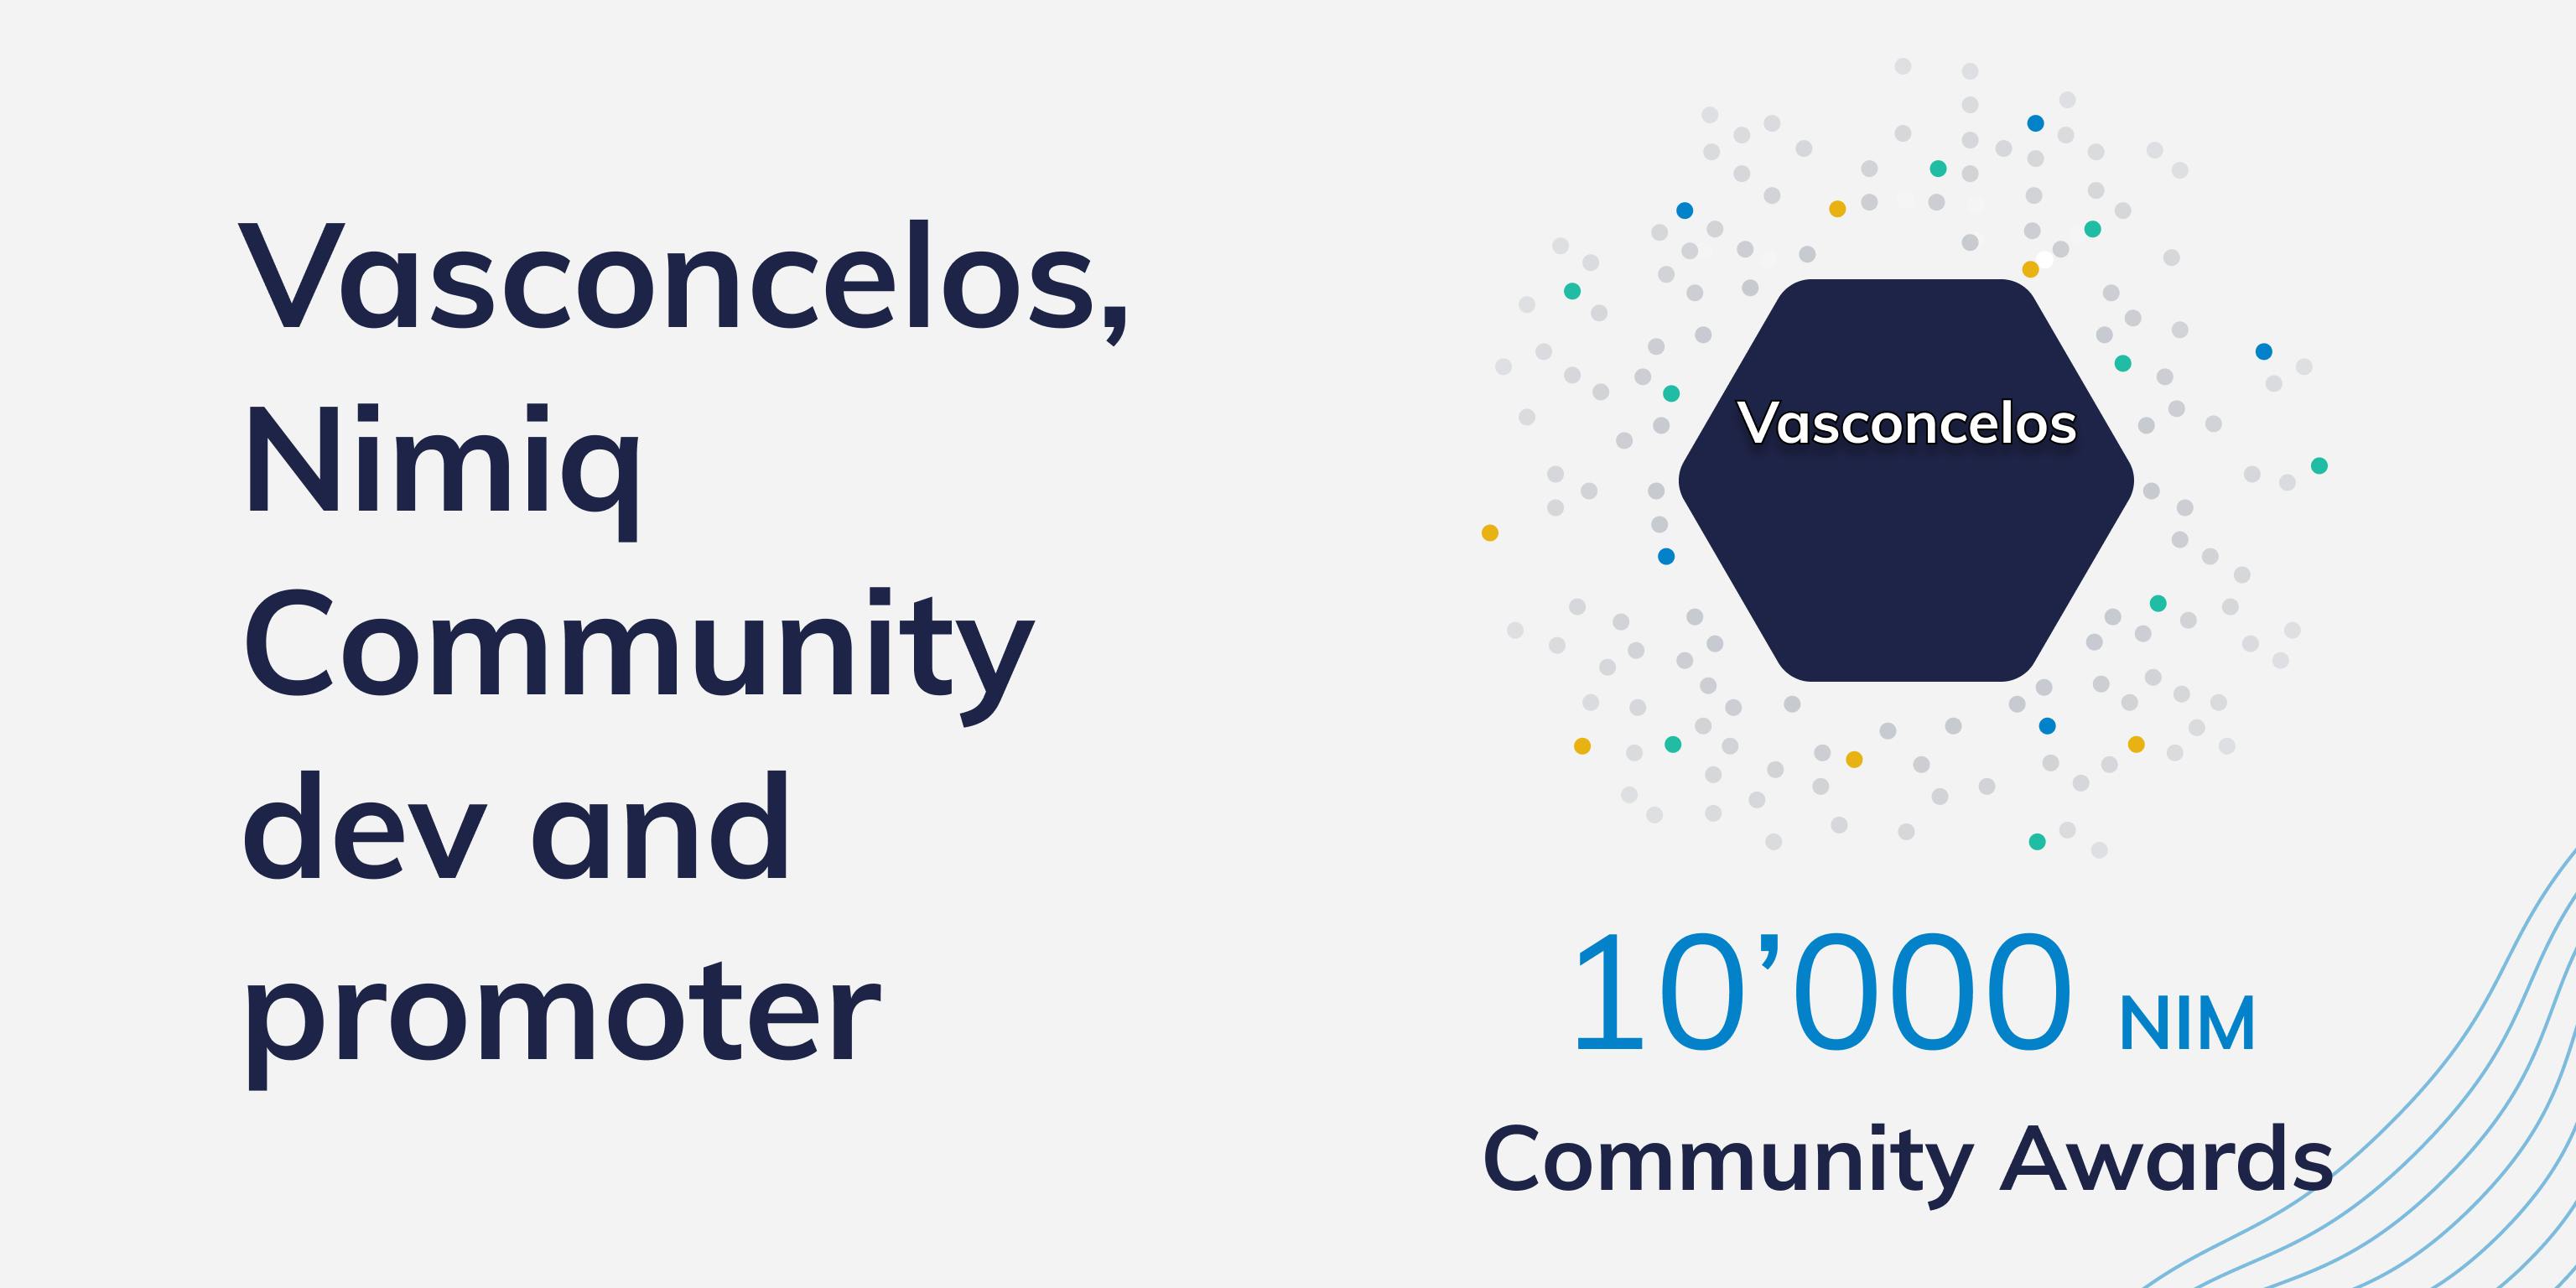 Vasconcelos,
Nimiq
Community
dev and
promoter
Vasconcelos
10’000 NIM
Community Awards